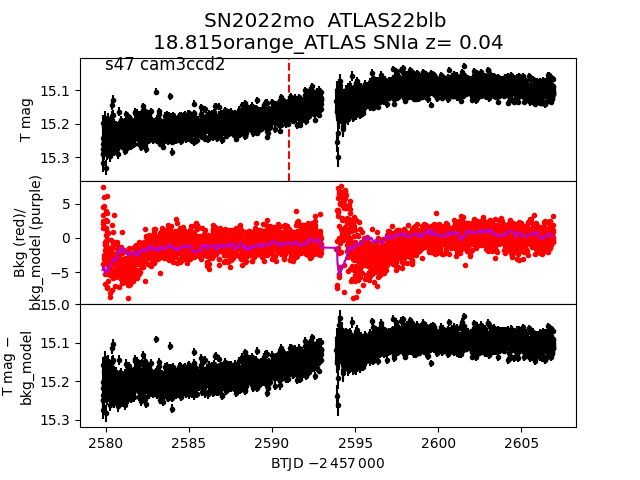 SN2022mo  ATLAS22blb
18.815orange_ATLAS SNIa z= 0.04
s47 cam3ccd2
T mag
15.1
15.2
15.3
Bkg (red)/
bkg_model (purple)
5
0
−5
T mag −
bkg_model
15.0
15.1
15.2
15.3
2580
2585
2590
2595
2600
2605
BTJD −2 457 000